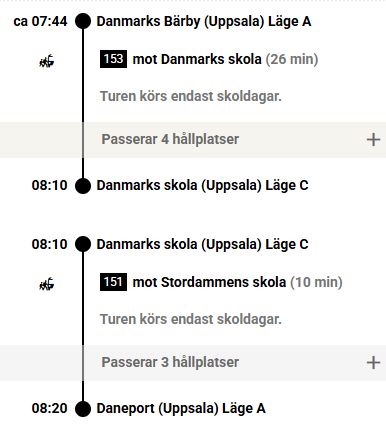 ca 07:44 Danmarks Bärby (Uppsala) Läge A
153 mot Danmarks skola (26 min)
Turen körs endast skoldagar.
Passerar 4 hållplatser +
08:10 Danmarks skola (Uppsala) Läge C
08:10 Danmarks skola (Uppsala) Läge C
151 mot Stordammens skola (10 min)
Turen körs endast skoldagar.
Passerar 3 hållplatser +
08:20 Daneport (Uppsala) Läge A